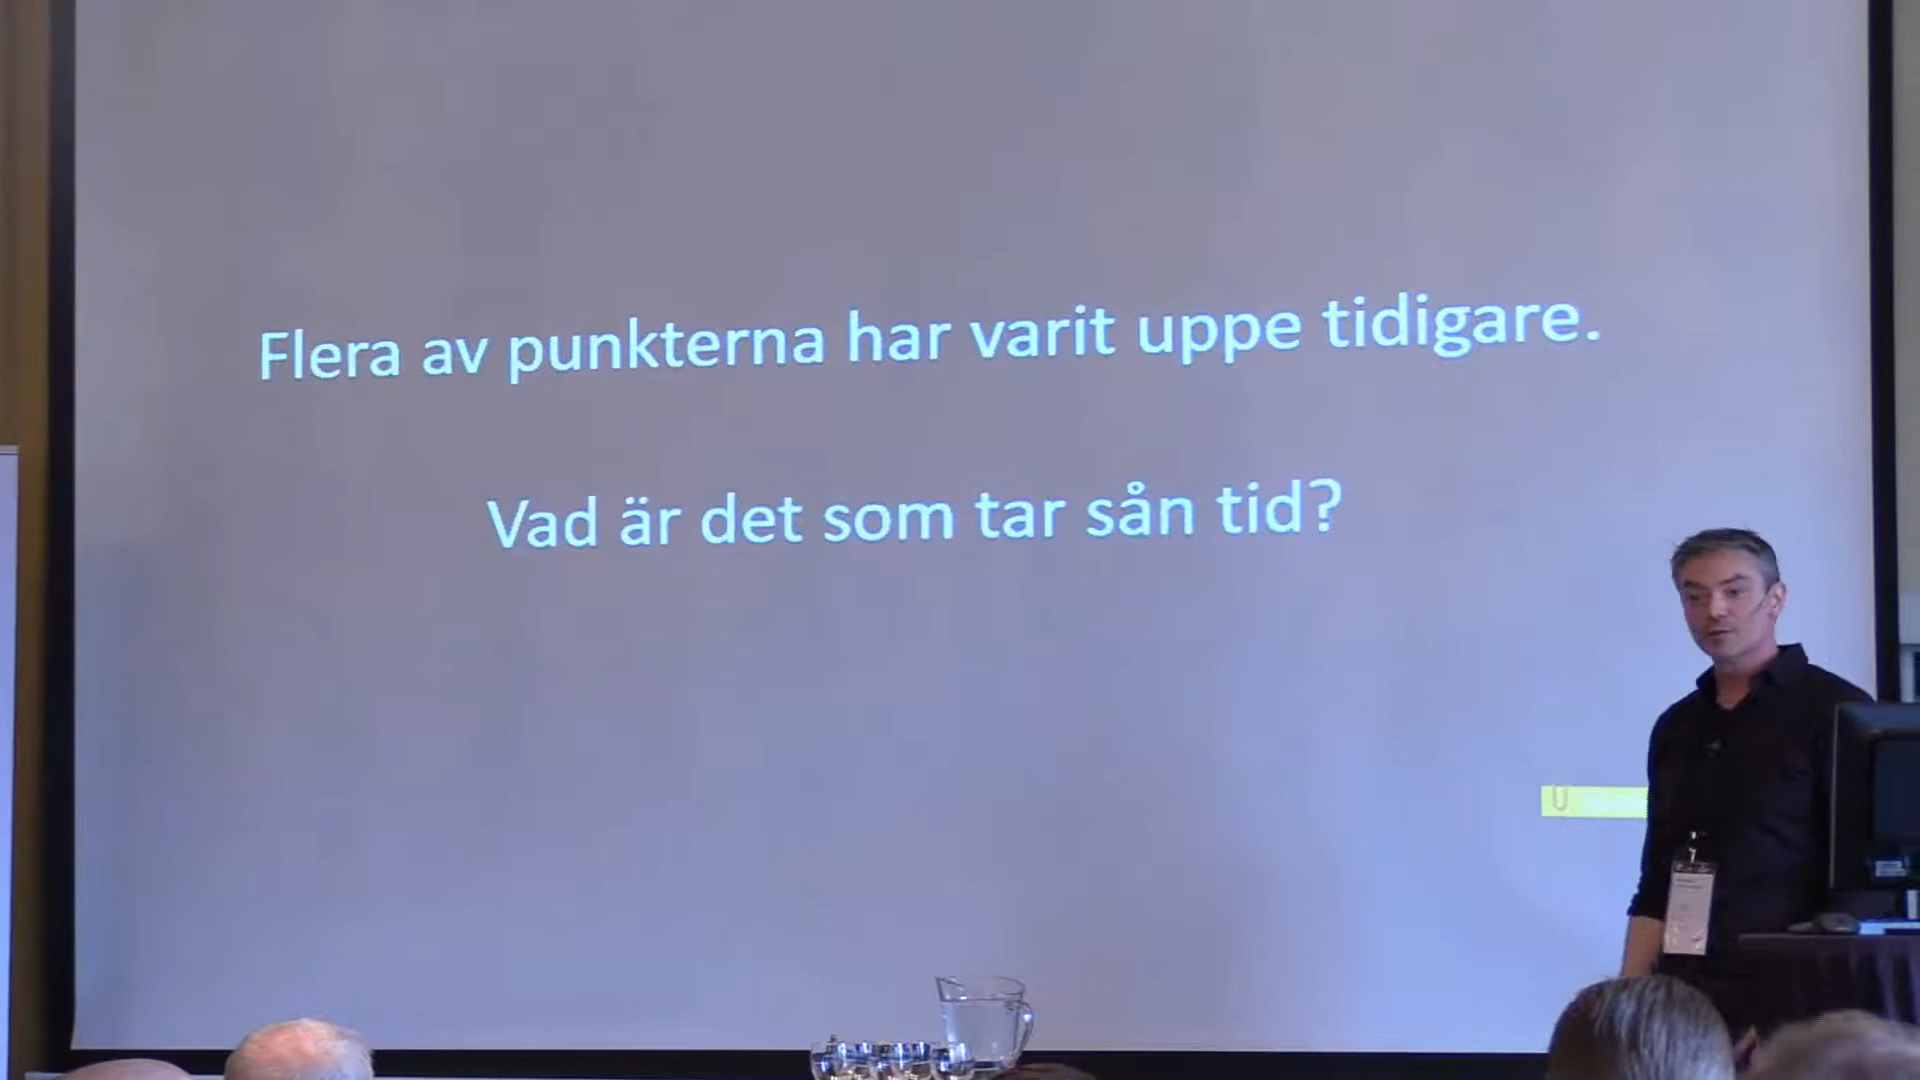 Flera av punkterna har varit uppe tidigare.
Vad är det som tar sån tid?